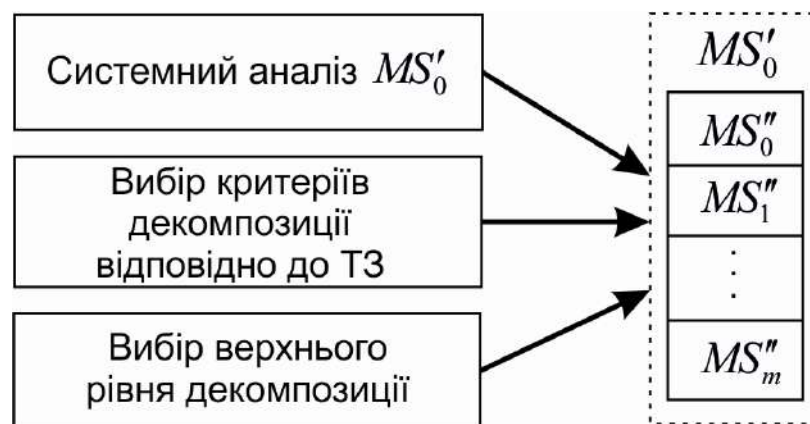 Системний аналіз MS′₀
Вибір критеріїв
декомпозиції
відповідно до ТЗ
Вибір верхнього
рівня декомпозиції
MS′₀
MS″₀
MS″₁
⋮
MS″ₘ